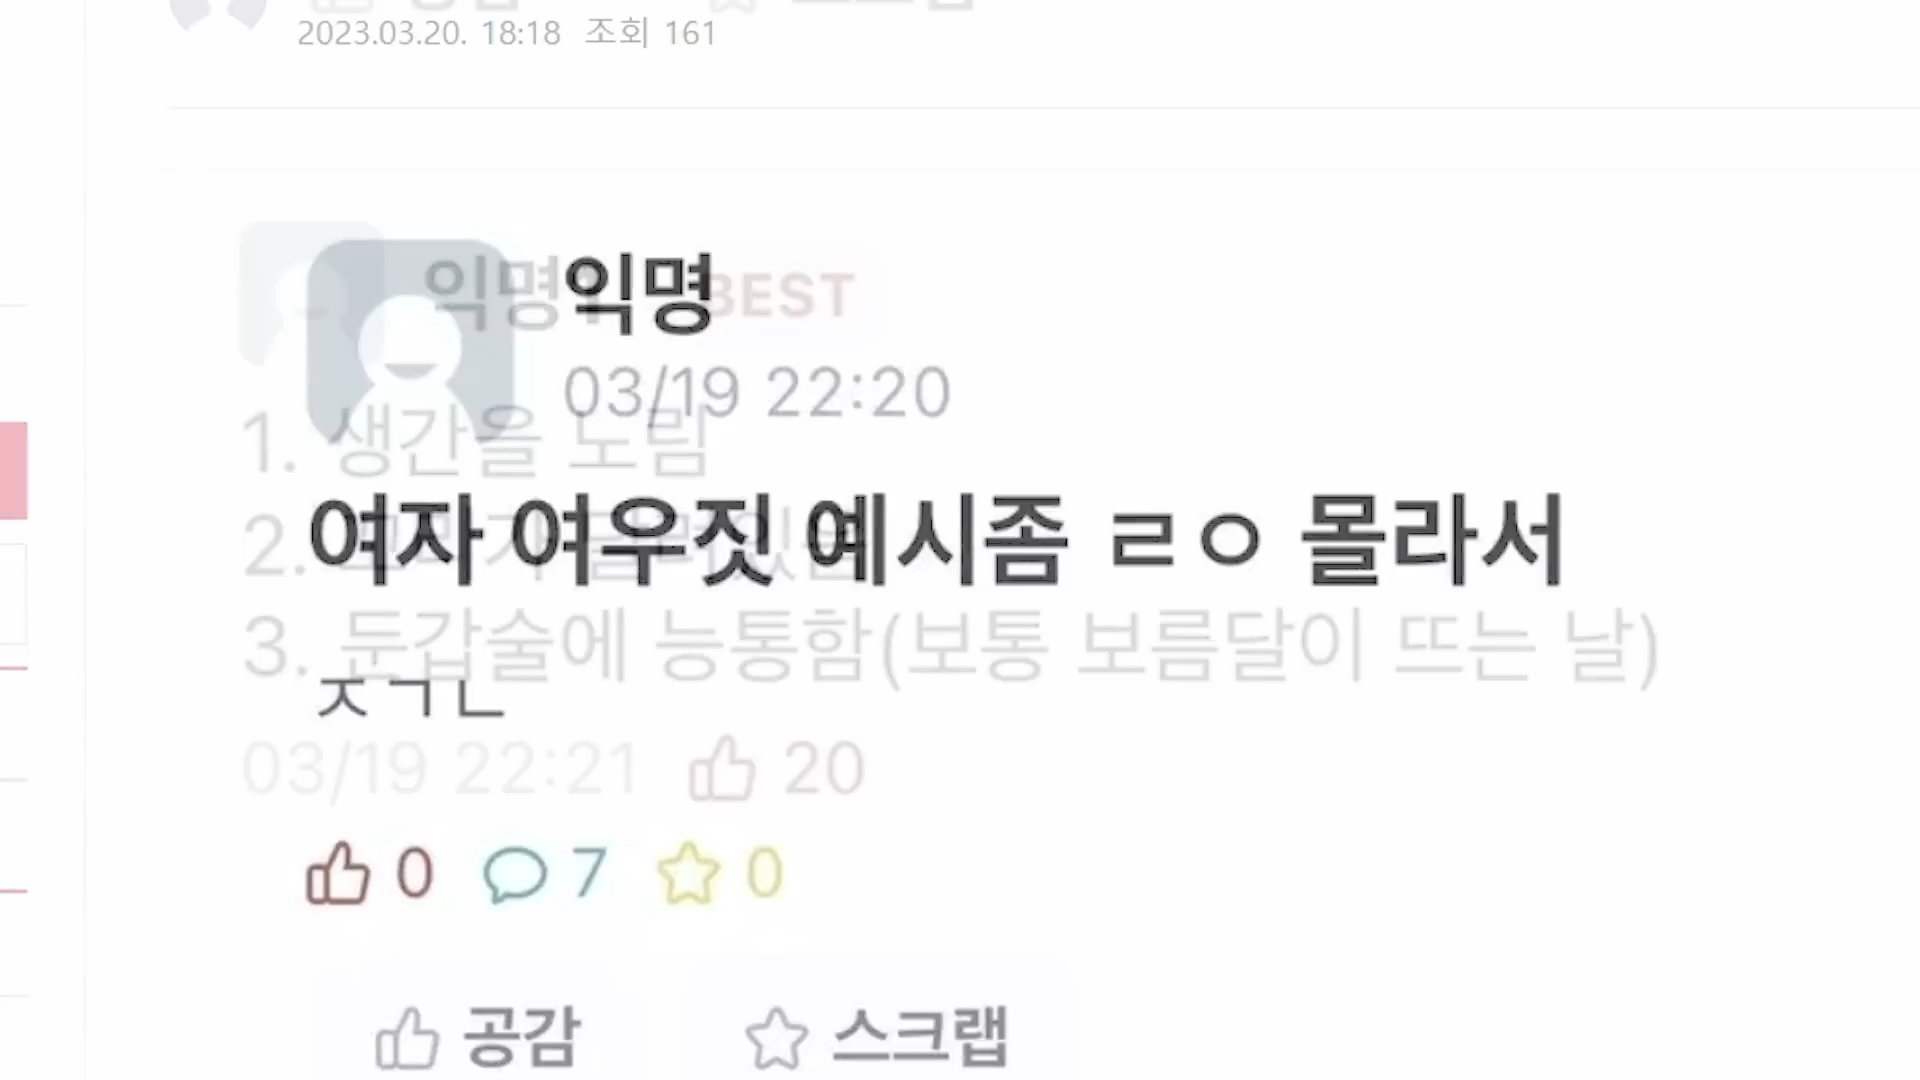 2023.03.20. 18:18 조회 161
익명
익명1 BEST
03/19 22:20
1. 생간을 노림
여자 여우짓 예시좀 ㄹㅇ 몰라서
2.
3. 둔갑술에 능통함(보통 보름달이 뜨는 날)
ㅈㄱㄴ
03/19 22:21 20
0 7 0
공감 스크랩